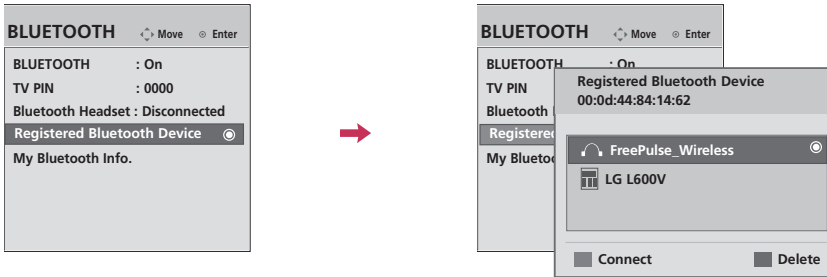 BLUETOOTH Move Enter
BLUETOOTH : On
TV PIN : 0000
Bluetooth Headset : Disconnected
Registered Bluetooth Device
My Bluetooth Info.
BLUETOOTH Move Enter
BLUETOOTH : On
TV PIN
Bluetooth
Registered
My Bluetoo
Registered Bluetooth Device
00:0d:44:84:14:62
FreePulse_Wireless
LG L600V
Connect Delete